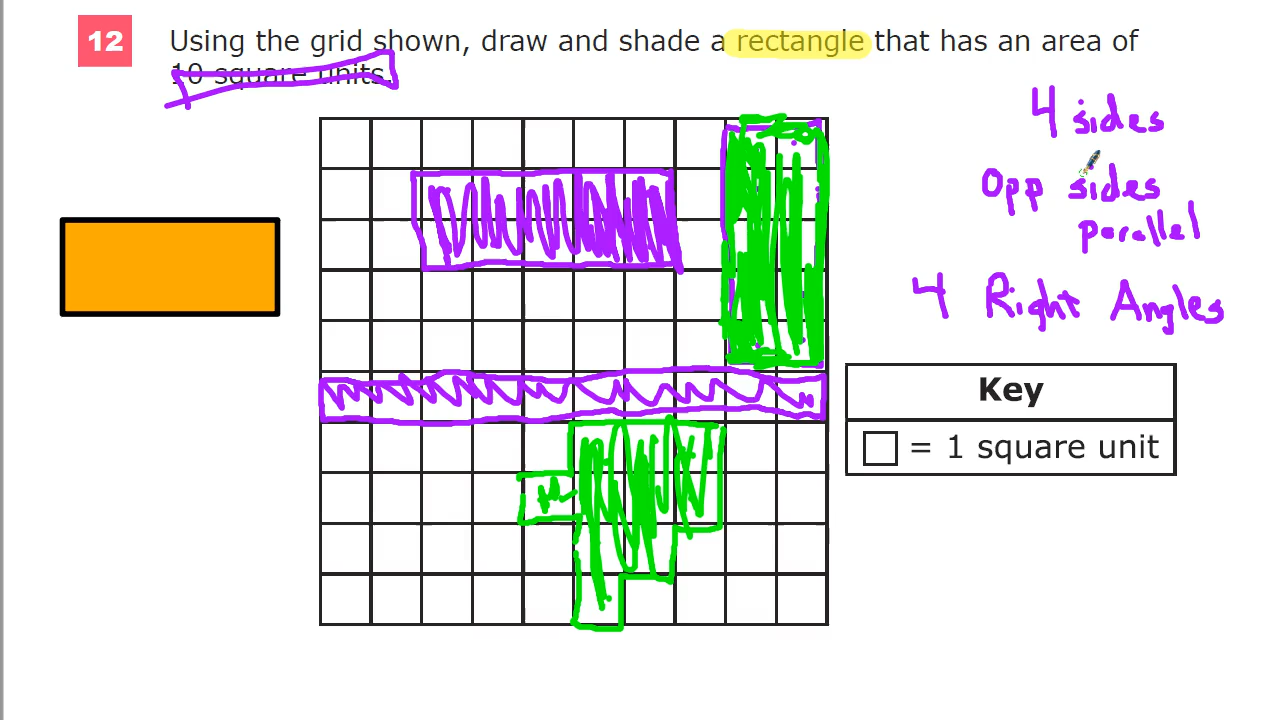 12 Using the grid shown, draw and shade a rectangle that has an area of
10 square units.
4 sides
Opp sides
parallel
4 Right Angles
Key
= 1 square unit